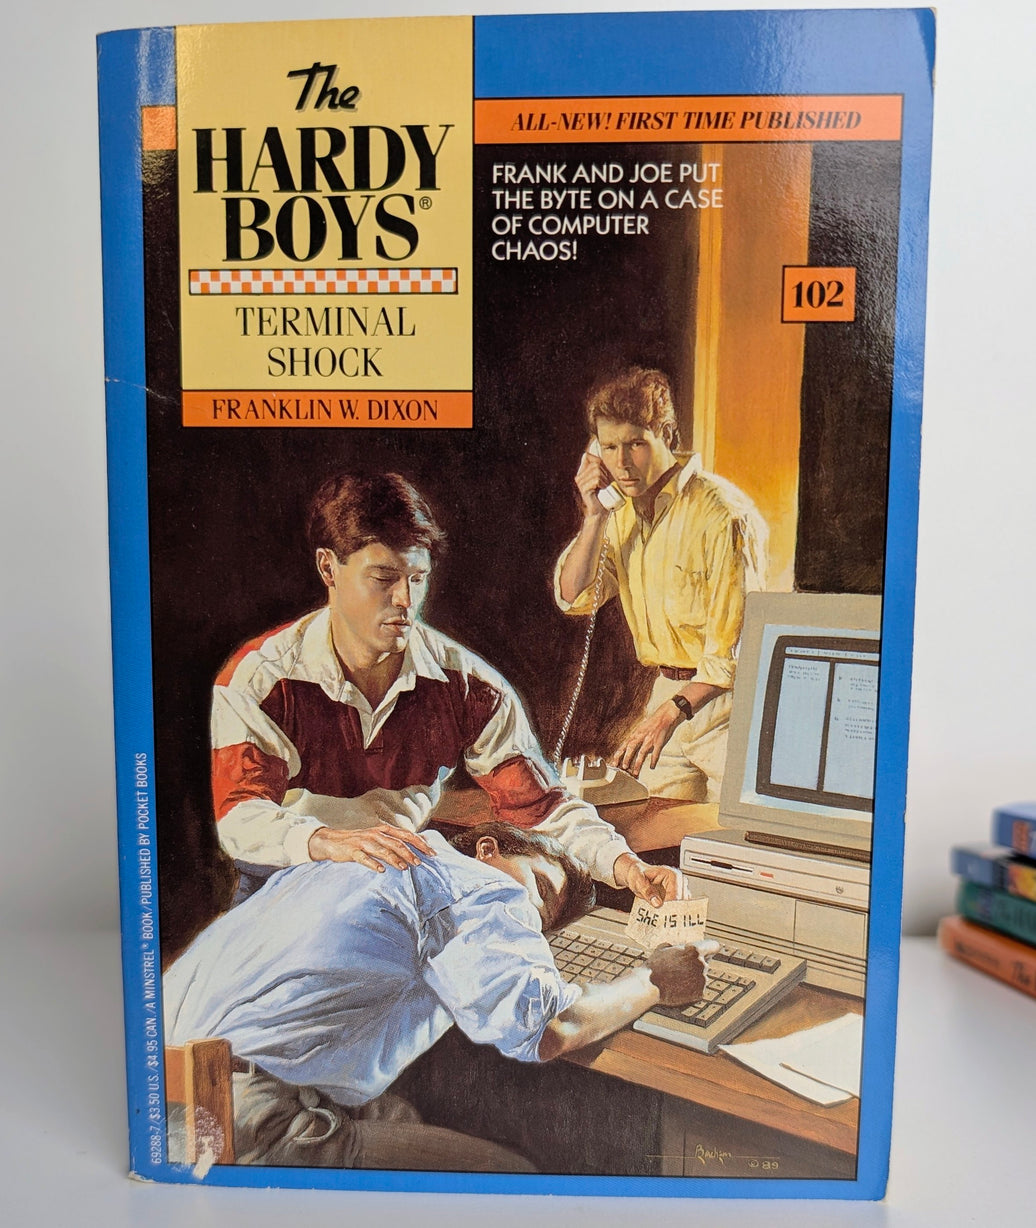 The
HARDY
BOYS®
TERMINAL
SHOCK
FRANKLIN W. DIXON
ALL-NEW! FIRST TIME PUBLISHED
FRANK AND JOE PUT
THE BYTE ON A CASE
OF COMPUTER
CHAOS!
102
ShE IS ILL
69288-7/$3.50 U.S./$4.95 CAN./A MINSTREL® BOOK/PUBLISHED BY POCKET BOOKS
© 89